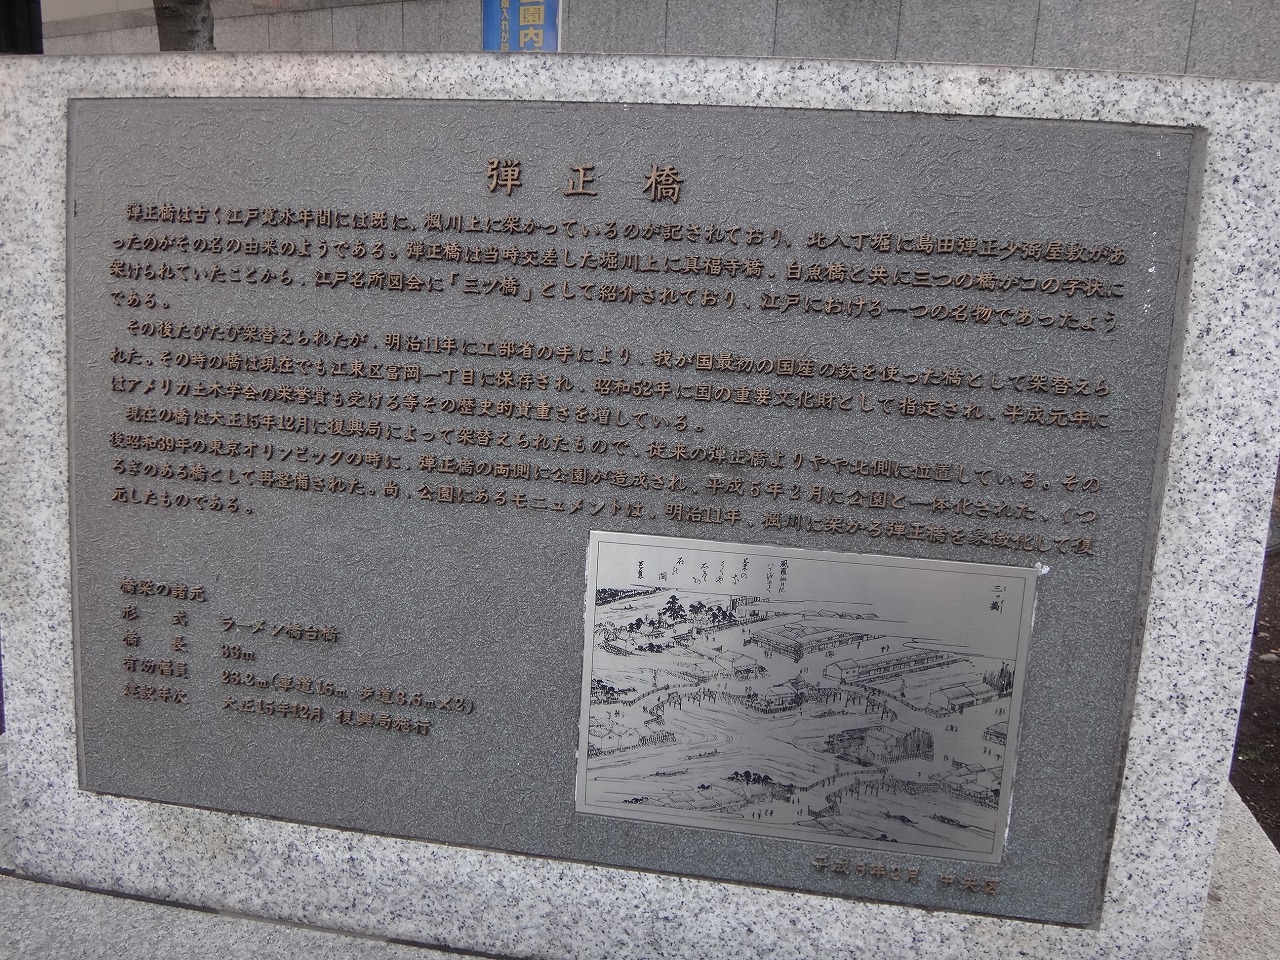 園内
弾正橋
弾正橋は古く江戸寛永年間には既に、楓川上に架かっているのが記されており、北八丁堀に島田弾正少弼屋敷があ
ったのがその名の由来のようである。弾正橋は当時交差した堀川上に真福寺橋、白魚橋と共に三つの橋がコの字状に
架けられていたことから、江戸名所図会に「三ツ橋」として紹介されており、江戸における一つの名物であったよう
である。
その後たびたび架替えられたが、明治11年に工部省の手により、我が国最初の国産の鉄を使った橋として架替えら
れた。その時の橋は現在でも江東区富岡一丁目に保存され、昭和52年に国の重要文化財として指定され、平成元年に
はアメリカ土木学会の栄誉賞も受ける等その歴史的貴重さを増している。
現在の橋は大正15年12月に復興局によって架替えられたもので、従来の弾正橋よりやや北側に位置している。その
後昭和39年の東京オリンピックの時に、弾正橋の両側に公園が造成され、平成5年2月に公園と一体化された、くつ
ろぎのある橋として再整備された。尚、公園にあるモニュメントは、明治11年、楓川に架かる弾正橋を象徴化して復
元したものである。
橋梁の諸元
形 式 ラーメン橋台橋
橋 長 33m
有効幅員 23.2m(車道16m 歩道3.6m×2)
建設年次 大正15年12月 復興局施行
三ツ橋
平成5年2月 中央区